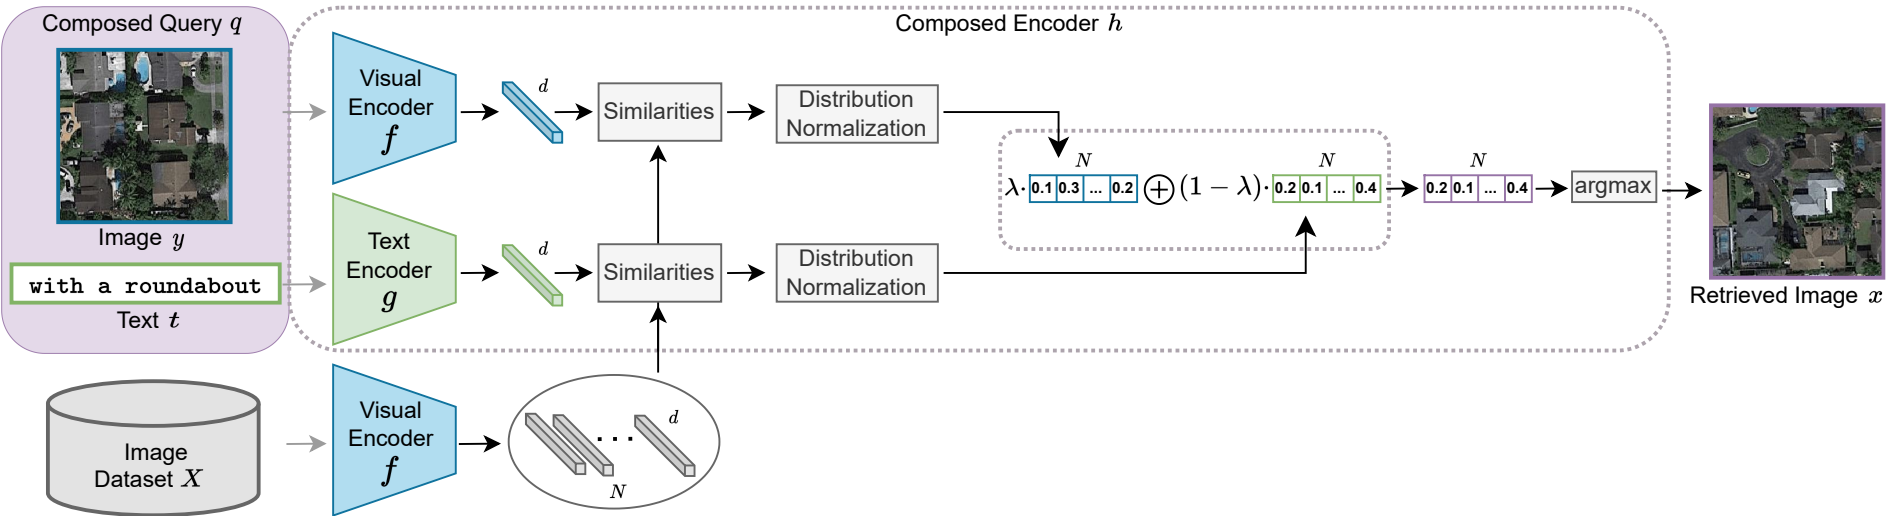 Composed Query q
Image y
with a roundabout
Text t
Image
Dataset X
Composed Encoder h
Visual
Encoder
f
d
Similarities
Distribution
Normalization
Text
Encoder
g
d
Similarities
Distribution
Normalization
Visual
Encoder
f
d
N
N
λ· 0.1 0.3 ... 0.2 + (1 − λ)· 0.2 0.1 ... 0.4
N
N
0.2 0.1 ... 0.4
argmax
Retrieved Image x